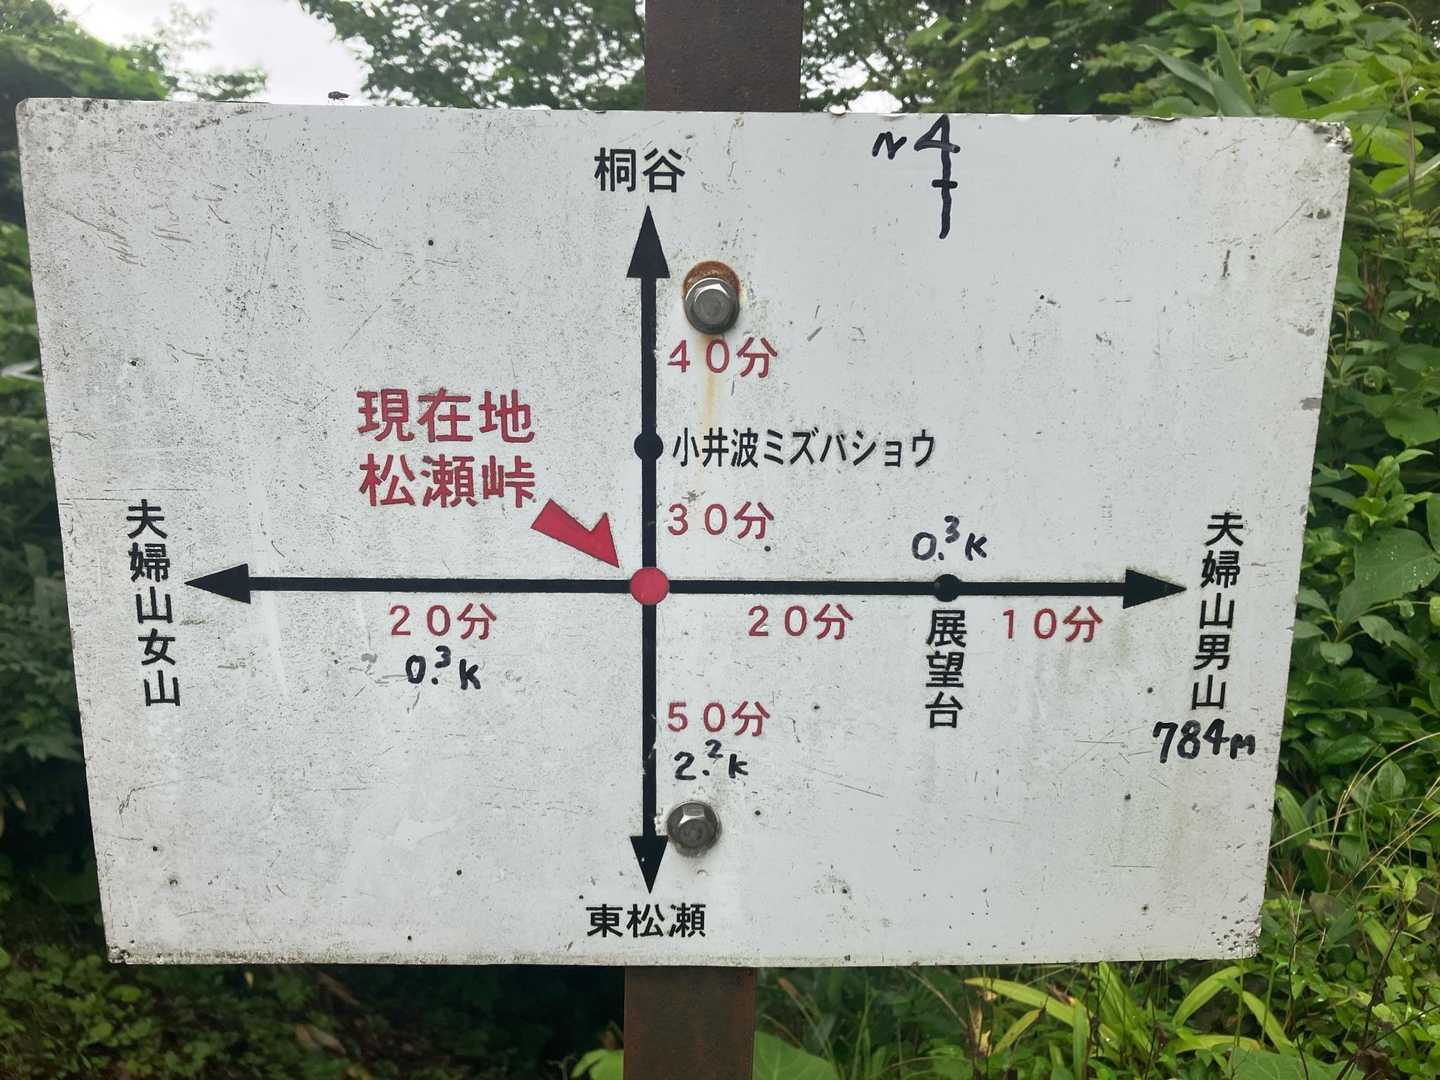 桐谷
N
40分
小井波ミズバショウ
現在地
松瀬峠
30分
夫婦山女山
20分
0.3K
20分
0.3K
展望台
10分
夫婦山男山
784m
50分
2.2K
東松瀬